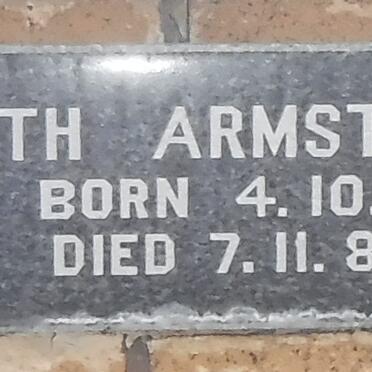 TH ARMST
BORN 4.10.
DIED 7.11.8